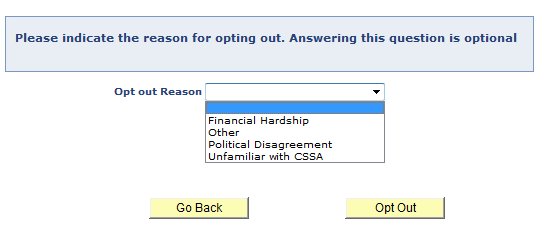 Please indicate the reason for opting out. Answering this question is optional
Opt out Reason
Financial Hardship
Other
Political Disagreement
Unfamiliar with CSSA
Go Back
Opt Out